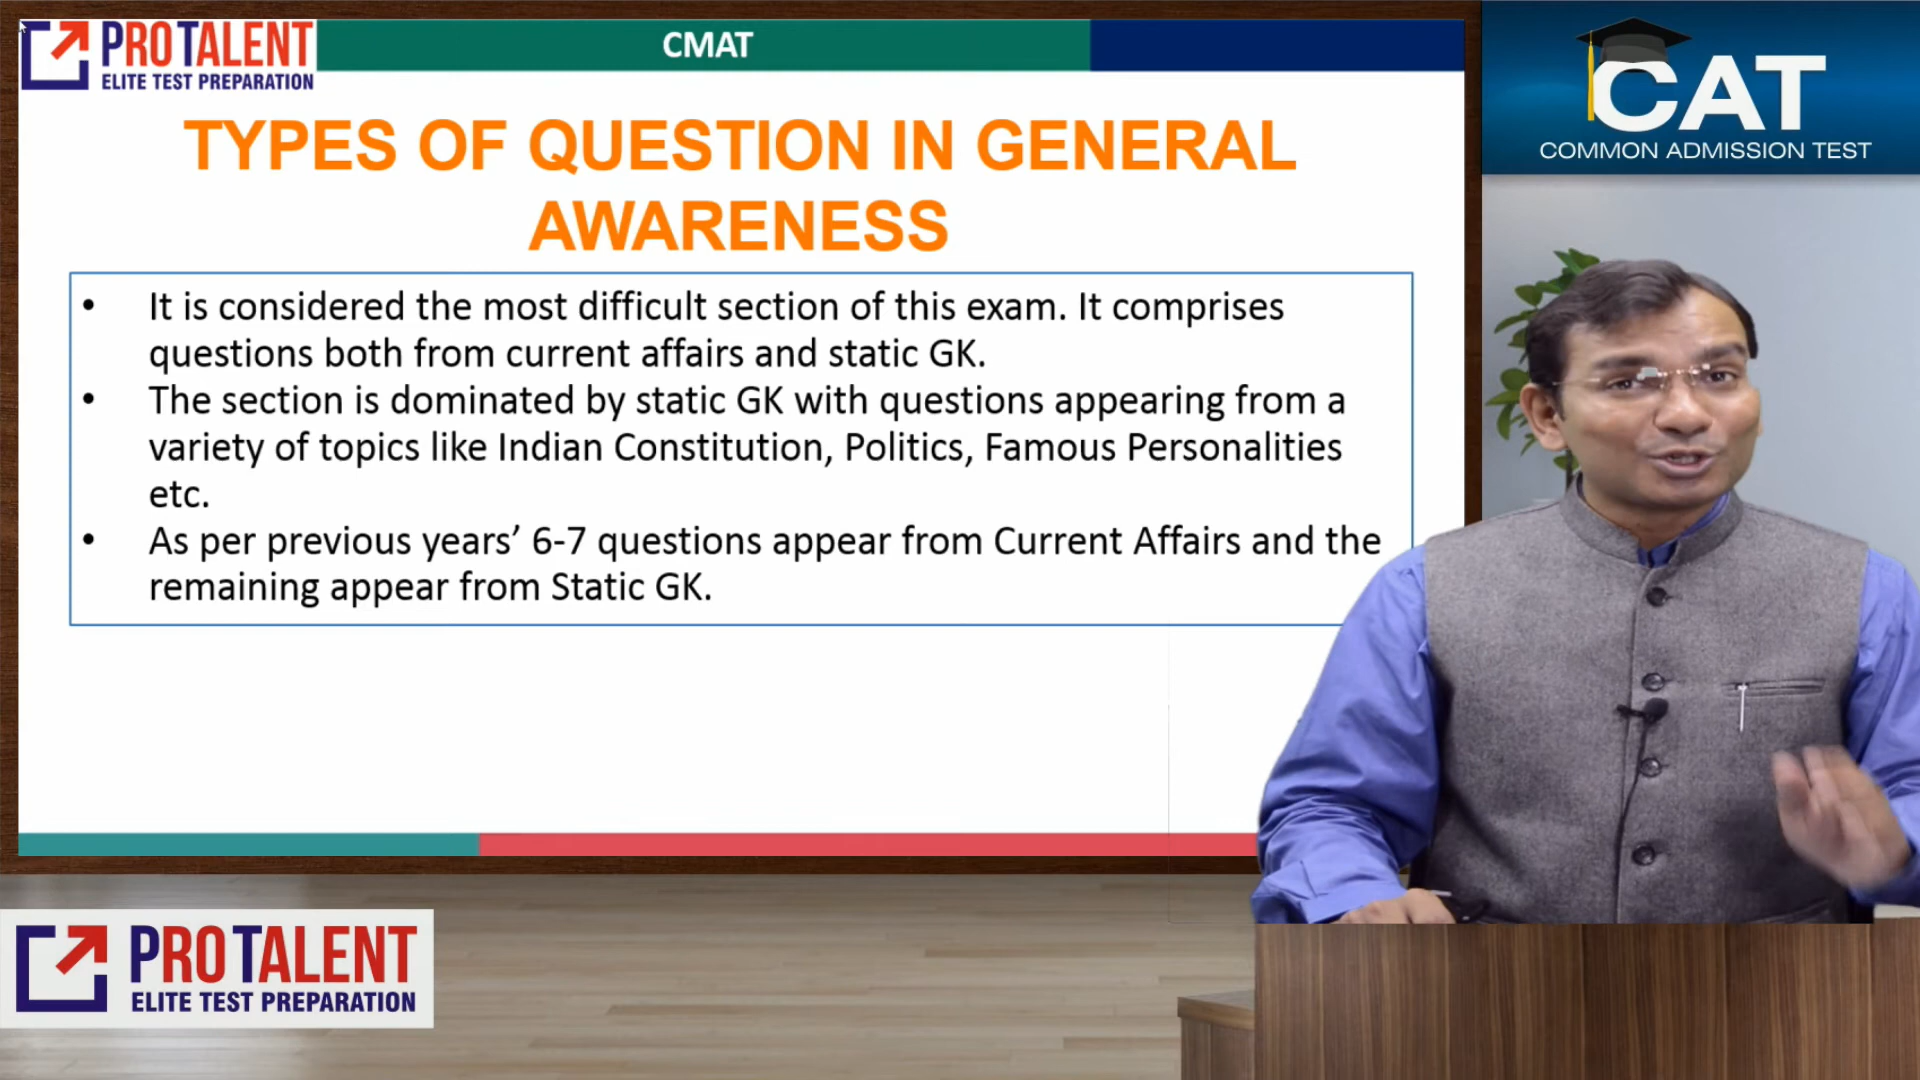 PROTALENT
ELITE TEST PREPARATION
CMAT
CAT
COMMON ADMISSION TEST
TYPES OF QUESTION IN GENERAL
AWARENESS
• It is considered the most difficult section of this exam. It comprises
questions both from current affairs and static GK.
• The section is dominated by static GK with questions appearing from a
variety of topics like Indian Constitution, Politics, Famous Personalities
etc.
• As per previous years’ 6-7 questions appear from Current Affairs and the
remaining appear from Static GK.
PROTALENT
ELITE TEST PREPARATION